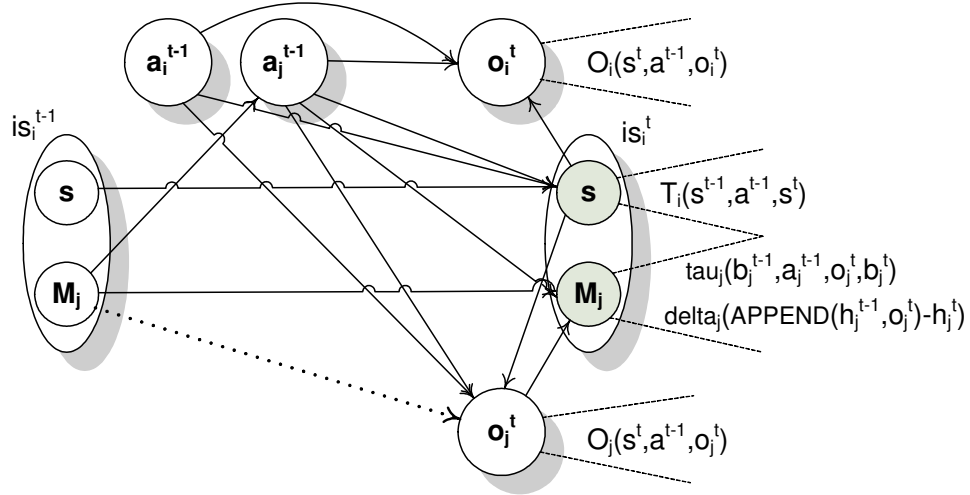 a_i^t-1
a_j^t-1
o_i^t
O_i(s^t,a^t-1,o_i^t)
is_i^t-1
is_i^t
s
s
T_i(s^t-1,a^t-1,s^t)
M_j
M_j
tau_j(b_j^t-1,a_j^t-1,o_j^t,b_j^t)
delta_j(APPEND(h_j^t-1,o_j^t)-h_j^t)
o_j^t
O_j(s^t,a^t-1,o_j^t)